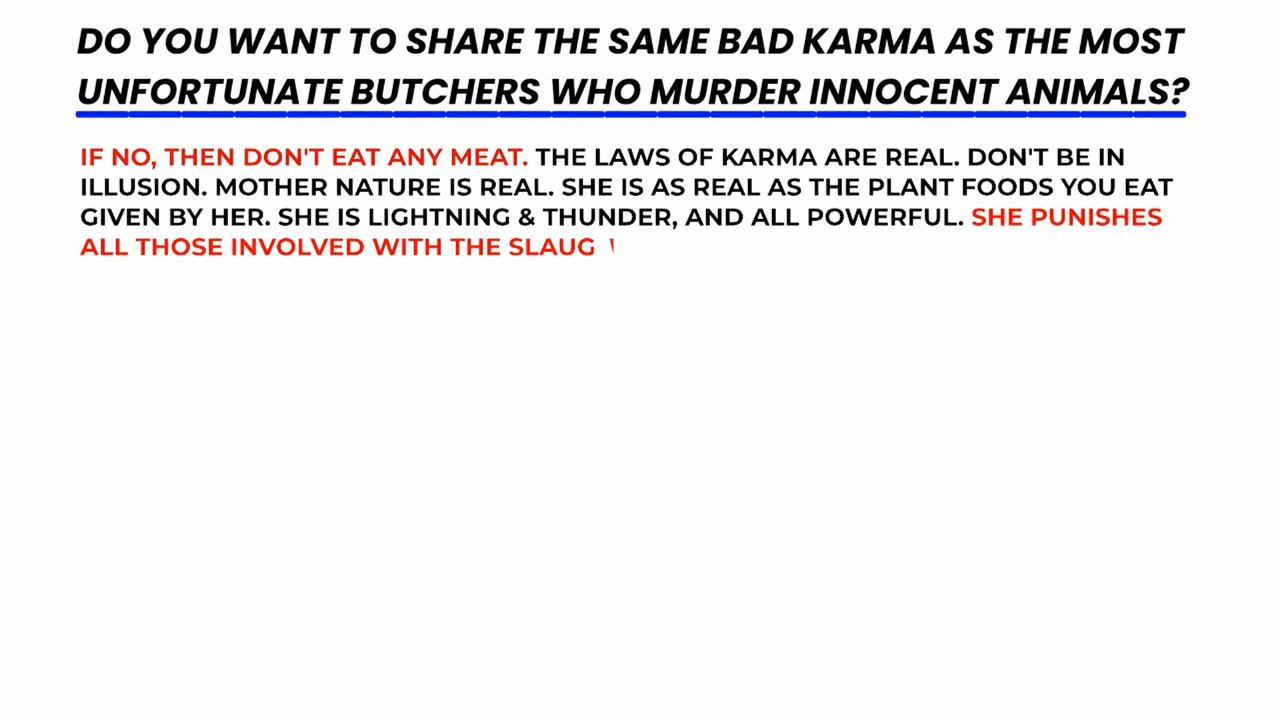 DO YOU WANT TO SHARE THE SAME BAD KARMA AS THE MOST
UNFORTUNATE BUTCHERS WHO MURDER INNOCENT ANIMALS?
IF NO, THEN DON'T EAT ANY MEAT. THE LAWS OF KARMA ARE REAL. DON'T BE IN
ILLUSION. MOTHER NATURE IS REAL. SHE IS AS REAL AS THE PLANT FOODS YOU EAT
GIVEN BY HER. SHE IS LIGHTNING & THUNDER, AND ALL POWERFUL. SHE PUNISHES
ALL THOSE INVOLVED WITH THE SLAUG